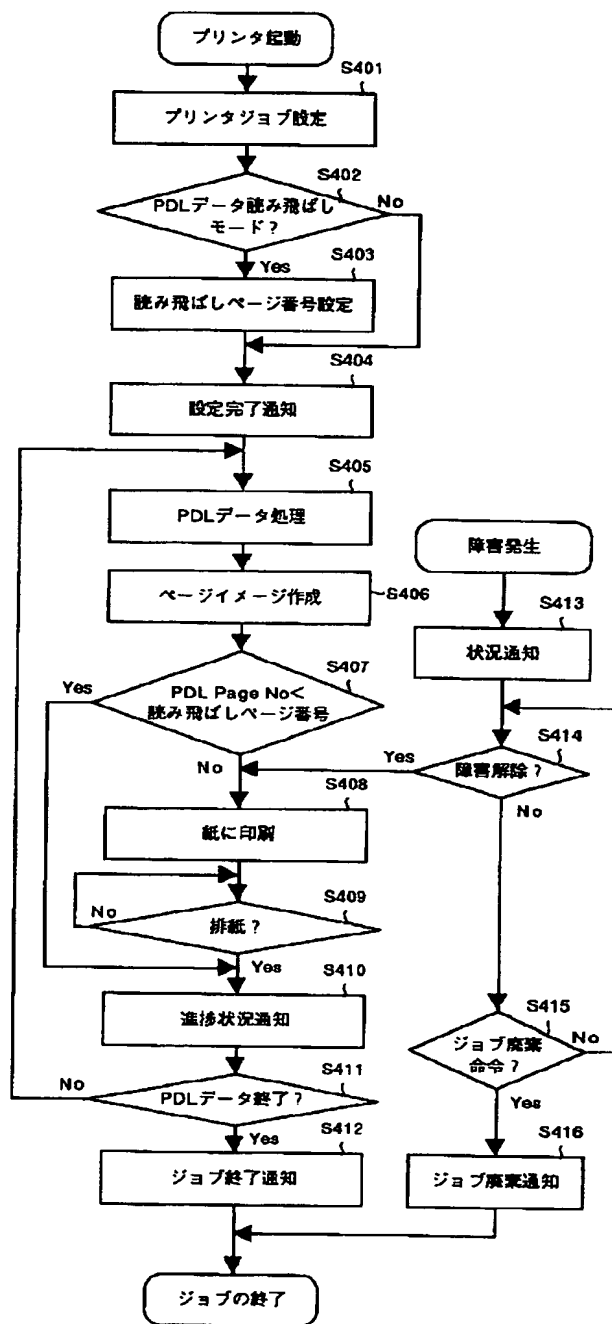 プリンタ起動
S401
プリンタジョブ設定
S402
PDLデータ読み飛ばし
モード?
No
Yes
S403
読み飛ばしページ番号設定
S404
設定完了通知
S405
PDLデータ処理
ページイメージ作成
S406
S407
Yes
PDL Page No<
読み飛ばしページ番号
No
S408
紙に印刷
S409
No
排紙?
Yes
S410
進捗状況通知
S411
No
PDLデータ終了?
Yes
S412
ジョブ終了通知
ジョブの終了
障害発生
S413
状況通知
S414
Yes
障害解除?
No
S415
ジョブ廃棄
命令?
No
Yes
S416
ジョブ廃棄通知